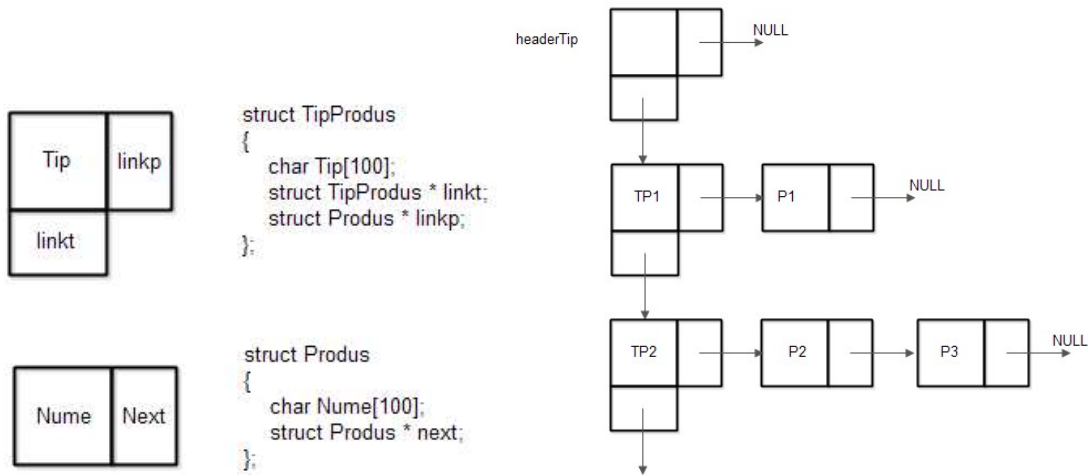 Tip linkp
linkt
struct TipProdus
{
char Tip[100];
struct TipProdus * linkt;
struct Produs * linkp;
};
Nume Next
struct Produs
{
char Nume[100];
struct Produs * next;
};
headerTip
NULL
TP1 P1 NULL
TP2 P2 P3 NULL